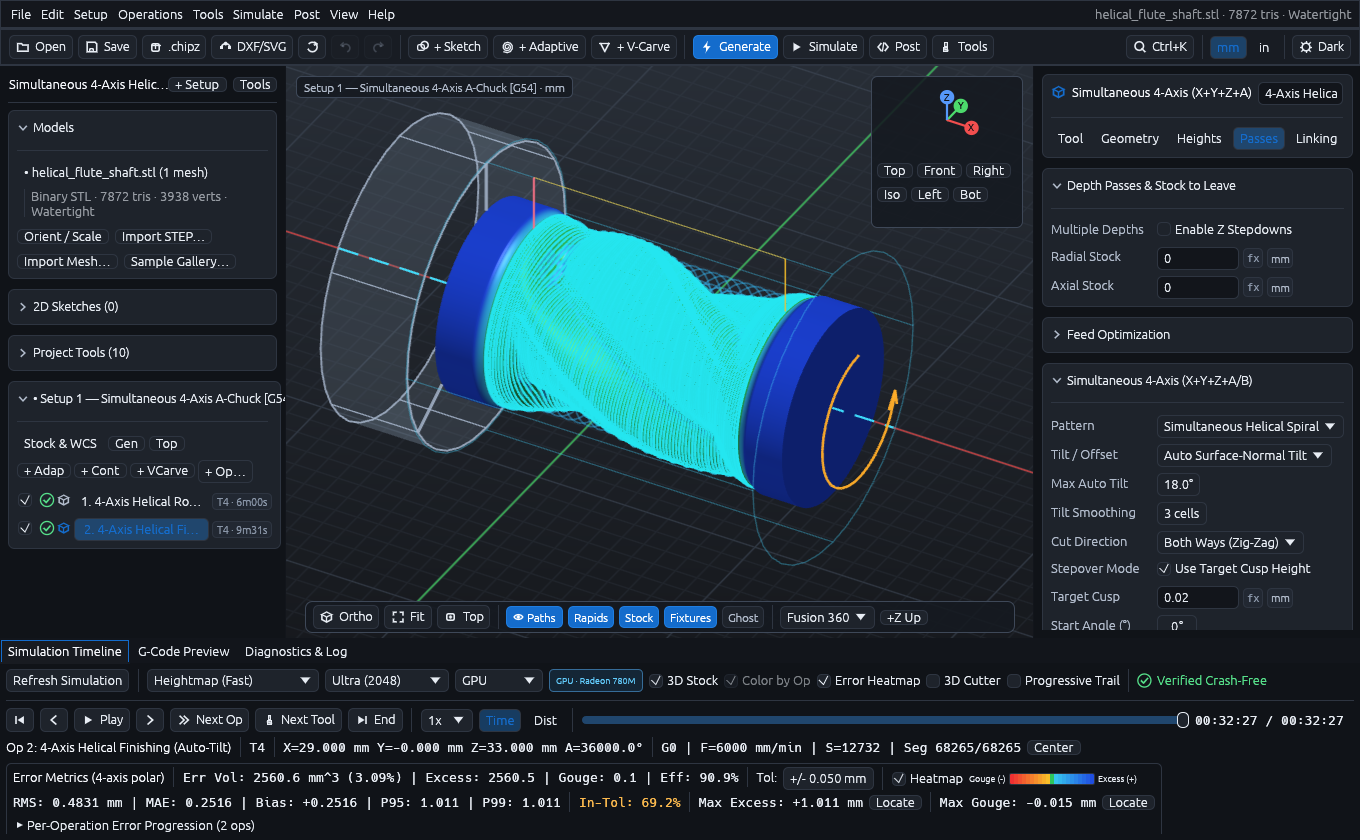 File Edit Setup Operations Tools Simulate Post View Help
helical_flute_shaft.stl · 7872 tris · Watertight
Open Save .chipz DXF/SVG + Sketch + Adaptive + V-Carve Generate Simulate Post Tools Ctrl+K mm in Dark
Simultaneous 4-Axis Helic... + Setup Tools
Models
• helical_flute_shaft.stl (1 mesh)
Binary STL · 7872 tris · 3938 verts ·
Watertight
Orient / Scale Import STEP...
Import Mesh... Sample Gallery...
2D Sketches (0)
Project Tools (10)
• Setup 1 — Simultaneous 4-Axis A-Chuck [G54
Stock & WCS Gen Top
+ Adap + Cont + VCarve + Op...
1. 4-Axis Helical Ro... T4 · 6m00s
2. 4-Axis Helical Fi... T4 · 9m31s
Setup 1 — Simultaneous 4-Axis A-Chuck [G54] · mm
Z
Y
X
Top Front Right
Iso Left Bot
Ortho Fit Top Paths Rapids Stock Fixtures Ghost Fusion 360 +Z Up
Simultaneous 4-Axis (X+Y+Z+A) 4-Axis Helica
Tool Geometry Heights Passes Linking
Depth Passes & Stock to Leave
Multiple Depths Enable Z Stepdowns
Radial Stock 0 fx mm
Axial Stock 0 fx mm
Feed Optimization
Simultaneous 4-Axis (X+Y+Z+A/B)
Pattern Simultaneous Helical Spiral
Tilt / Offset Auto Surface-Normal Tilt
Max Auto Tilt 18.0°
Tilt Smoothing 3 cells
Cut Direction Both Ways (Zig-Zag)
Stepover Mode Use Target Cusp Height
Target Cusp 0.02 fx mm
Start Angle (°) 0°
Simulation Timeline G-Code Preview Diagnostics & Log
Refresh Simulation Heightmap (Fast) Ultra (2048) GPU GPU · Radeon 780M 3D Stock Color by Op Error Heatmap 3D Cutter Progressive Trail Verified Crash-Free
Play Next Op Next Tool End 1x Time Dist 00:32:27 / 00:32:27
Op 2: 4-Axis Helical Finishing (Auto-Tilt) T4 X=29.000 mm Y=-0.000 mm Z=33.000 mm A=36000.0° G0 | F=6000 mm/min | S=12732 | Seg 68265/68265 Center
Error Metrics (4-axis polar) Err Vol: 2560.6 mm^3 (3.09%) | Excess: 2560.5 | Gouge: 0.1 | Eff: 90.9% Tol: +/- 0.050 mm Heatmap Gouge (-) Excess (+)
RMS: 0.4831 mm | MAE: 0.2516 | Bias: +0.2516 | P95: 1.011 | P99: 1.011 In-Tol: 69.2% Max Excess: +1.011 mm Locate Max Gouge: -0.015 mm Locate
Per-Operation Error Progression (2 ops)